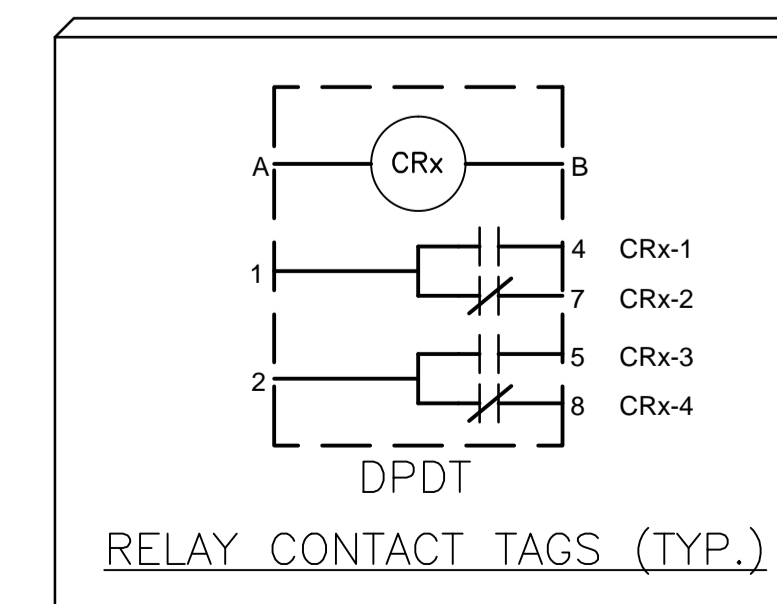 A CRx B
1 4 CRx-1
7 CRx-2
2 5 CRx-3
8 CRx-4
DPDT
RELAY CONTACT TAGS (TYP.)